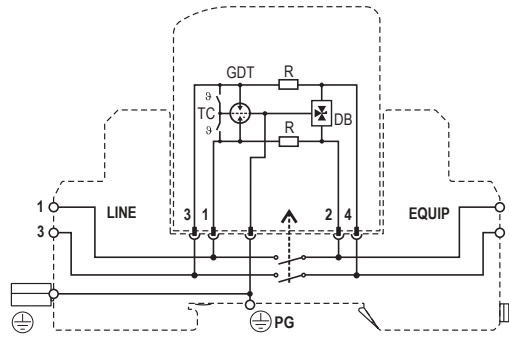 GDT R
ϑ
TC
ϑ
DB
R
3 1 2 4
1 LINE EQUIP
3
PG